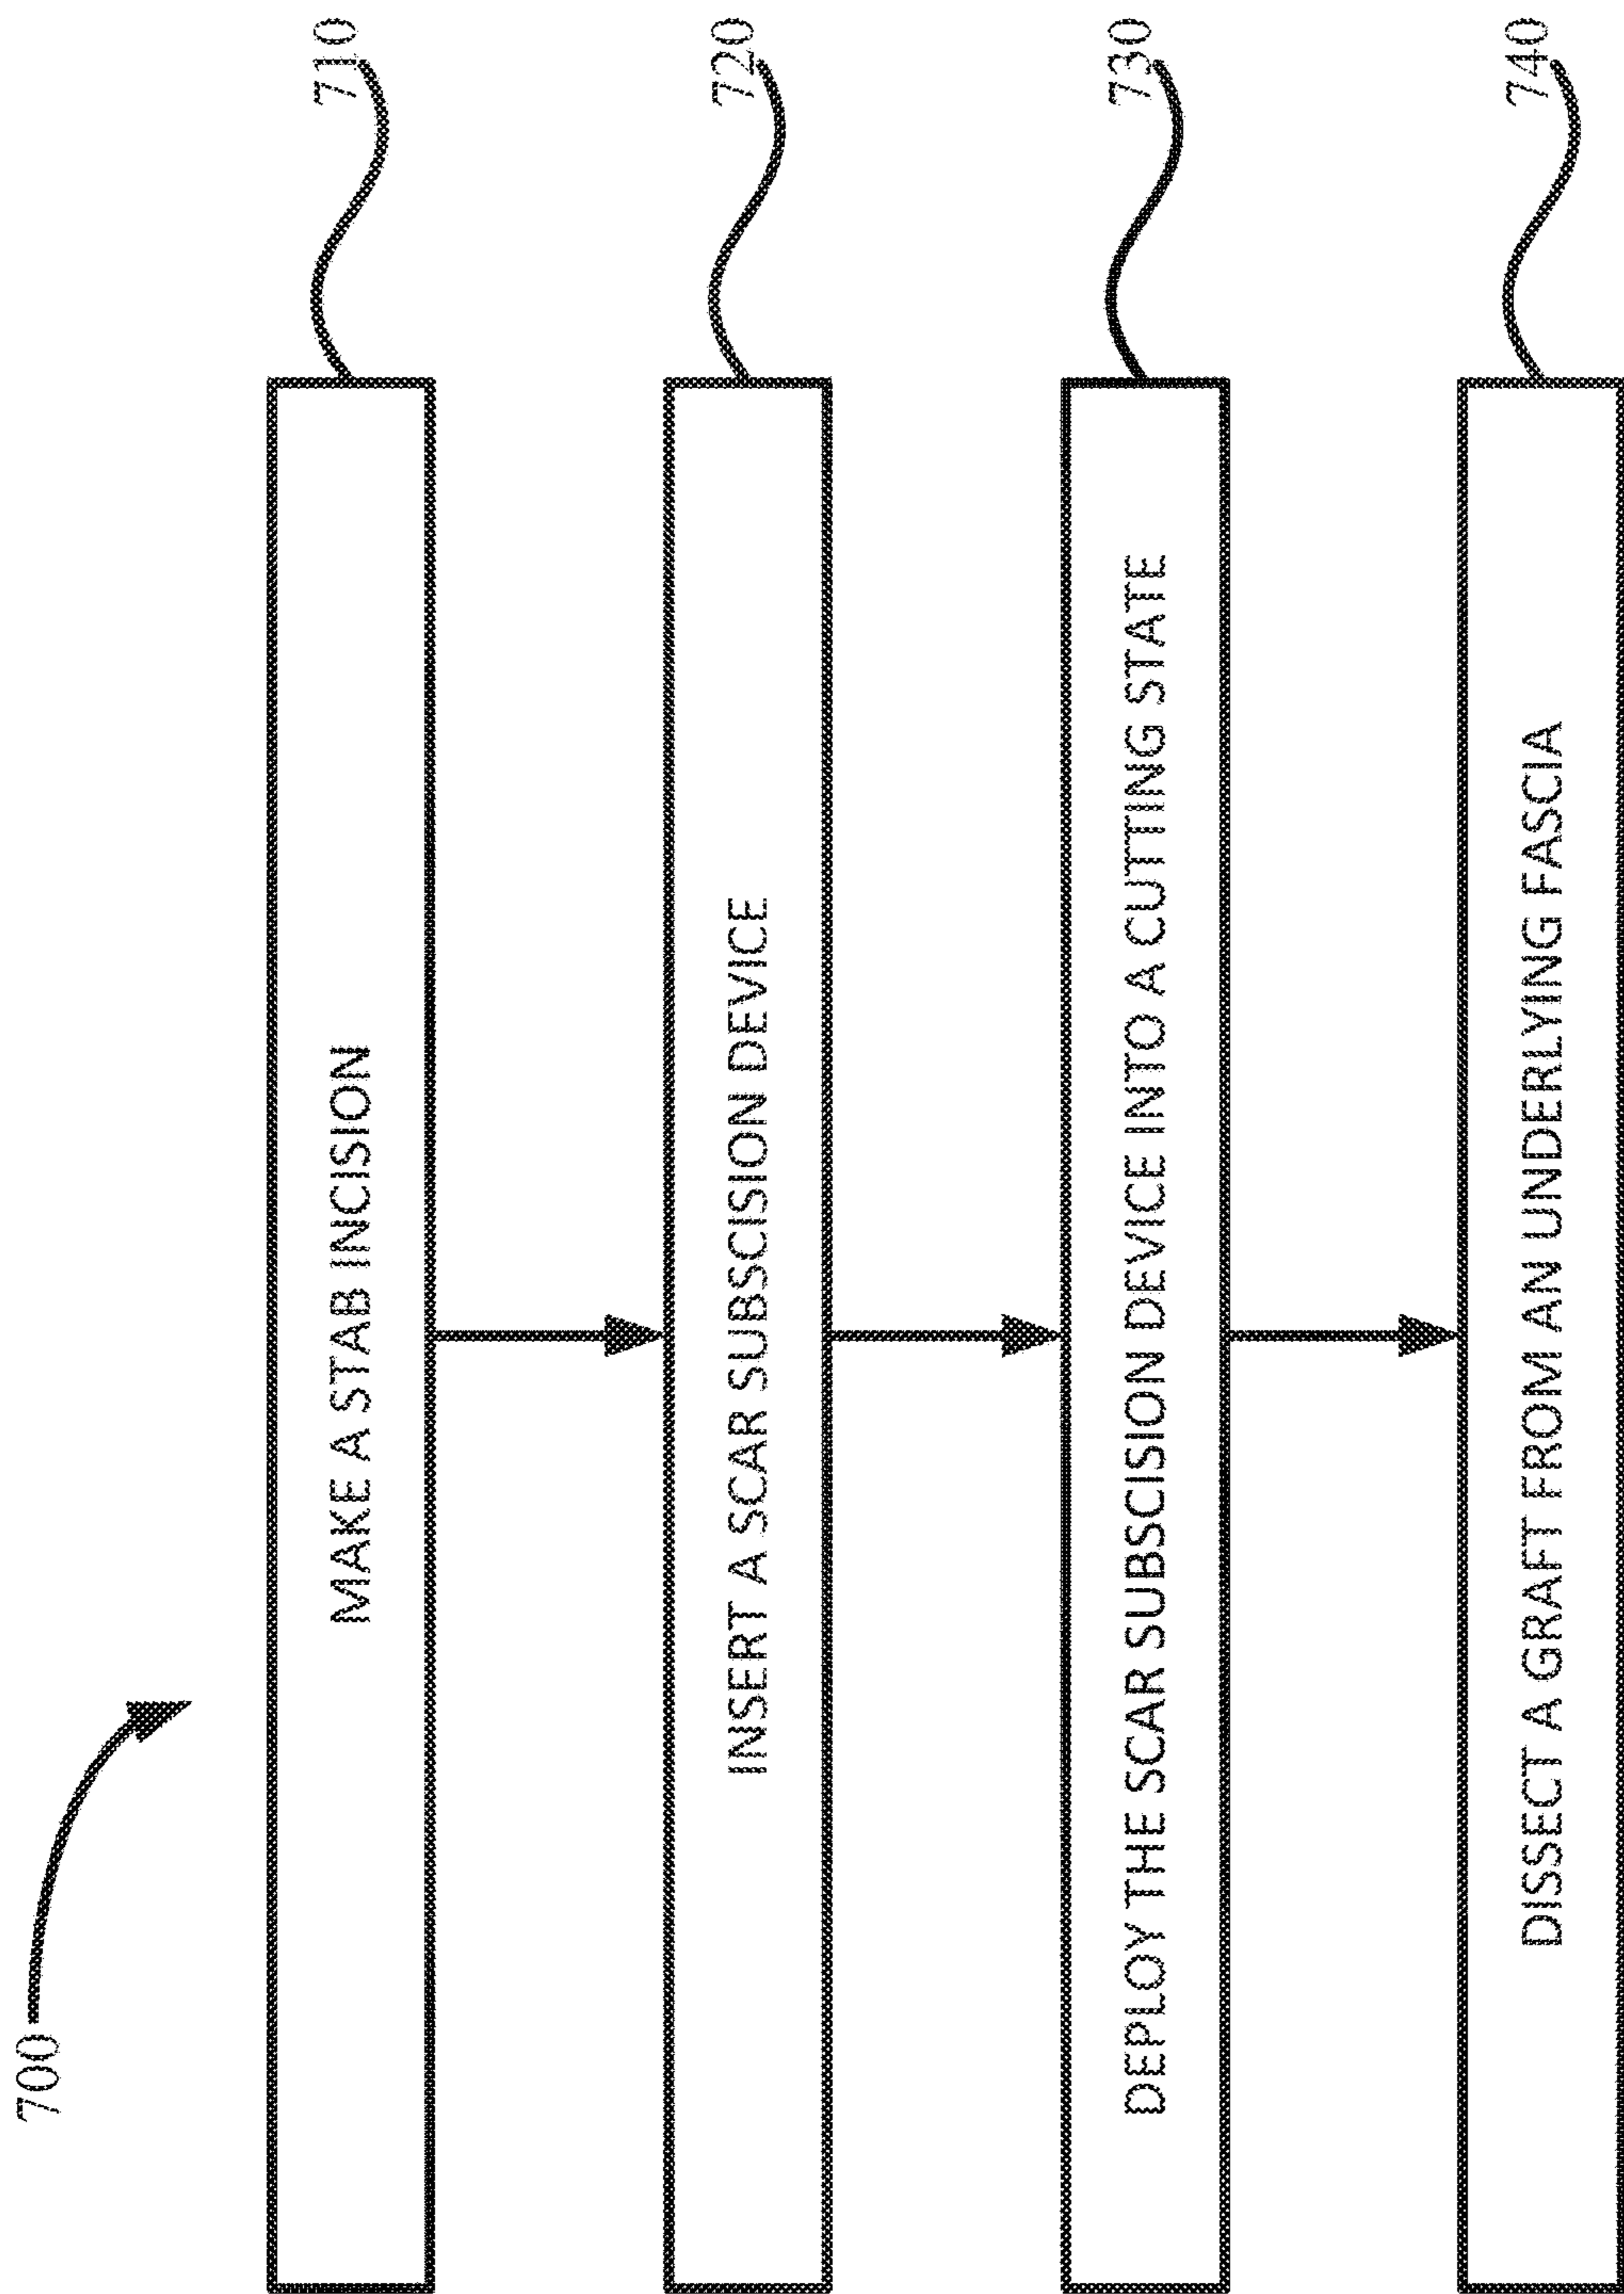 700
MAKE A STAB INCISION
710
INSERT A SCAR SUBSCISION DEVICE
720
DEPLOY THE SCAR SUBSCISION DEVICE INTO A CUTTING STATE
730
DISSECT A GRAFT FROM AN UNDERLYING FASCIA
740